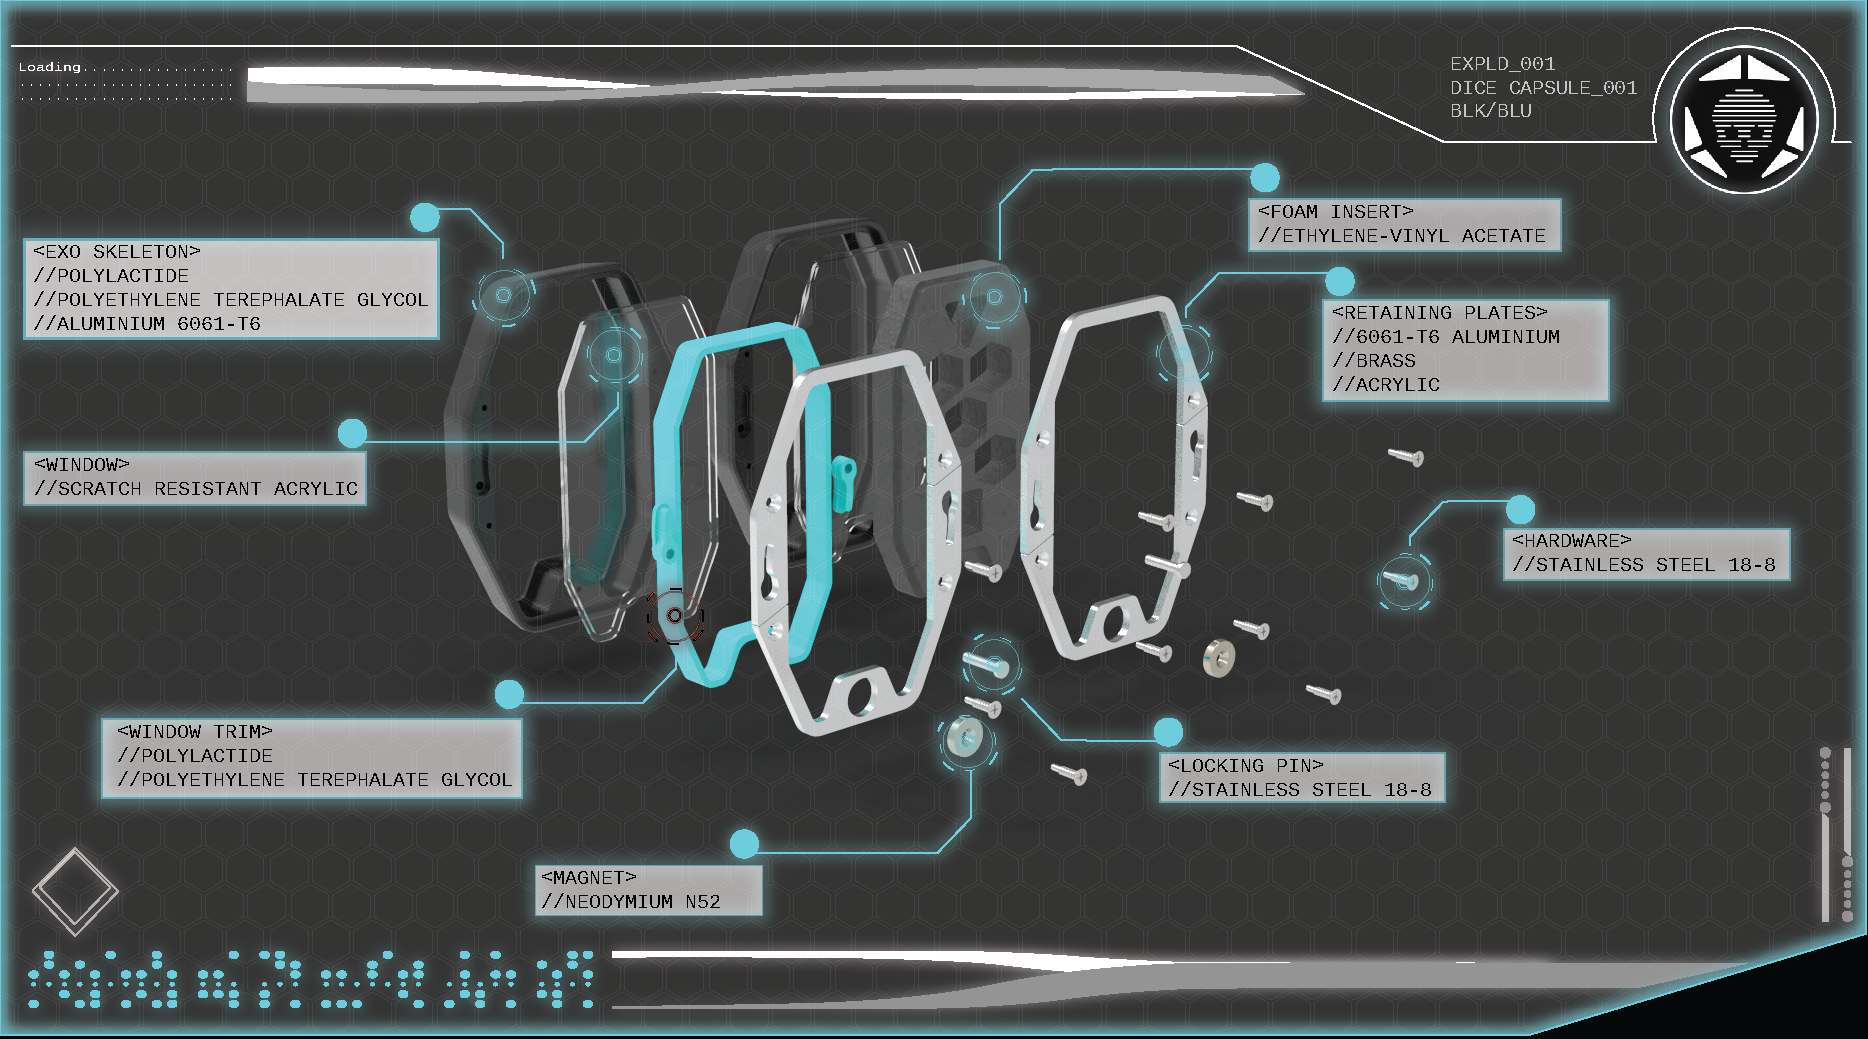 Loading
EXPLD_001
DICE CAPSULE_001
BLK/BLU
<EXO SKELETON>
//POLYLACTIDE
//POLYETHYLENE TEREPHALATE GLYCOL
//ALUMINIUM 6061-T6
<FOAM INSERT>
//ETHYLENE-VINYL ACETATE
<RETAINING PLATES>
//6061-T6 ALUMINIUM
//BRASS
//ACRYLIC
<WINDOW>
//SCRATCH RESISTANT ACRYLIC
<HARDWARE>
//STAINLESS STEEL 18-8
<WINDOW TRIM>
//POLYLACTIDE
//POLYETHYLENE TEREPHALATE GLYCOL
<LOCKING PIN>
//STAINLESS STEEL 18-8
<MAGNET>
//NEODYMIUM N52